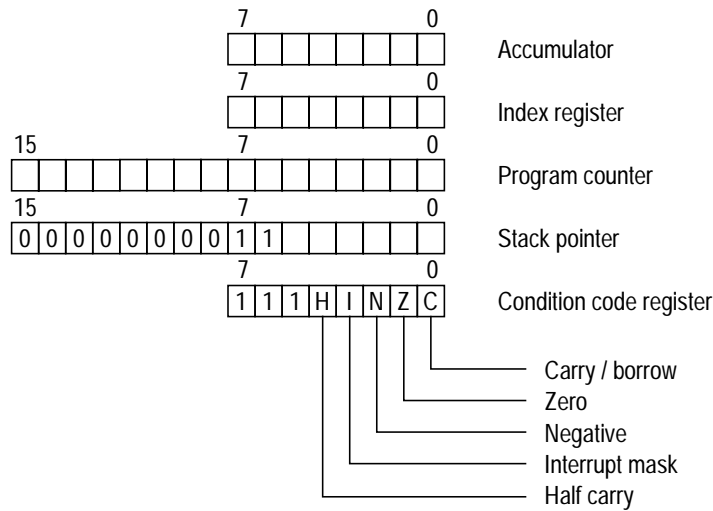 7 0
Accumulator
7 0
Index register
15 7 0
Program counter
15 7 0
0 0 0 0 0 0 0 0 1 1 Stack pointer
7 0
1 1 1 H I N Z C Condition code register
Carry / borrow
Zero
Negative
Interrupt mask
Half carry